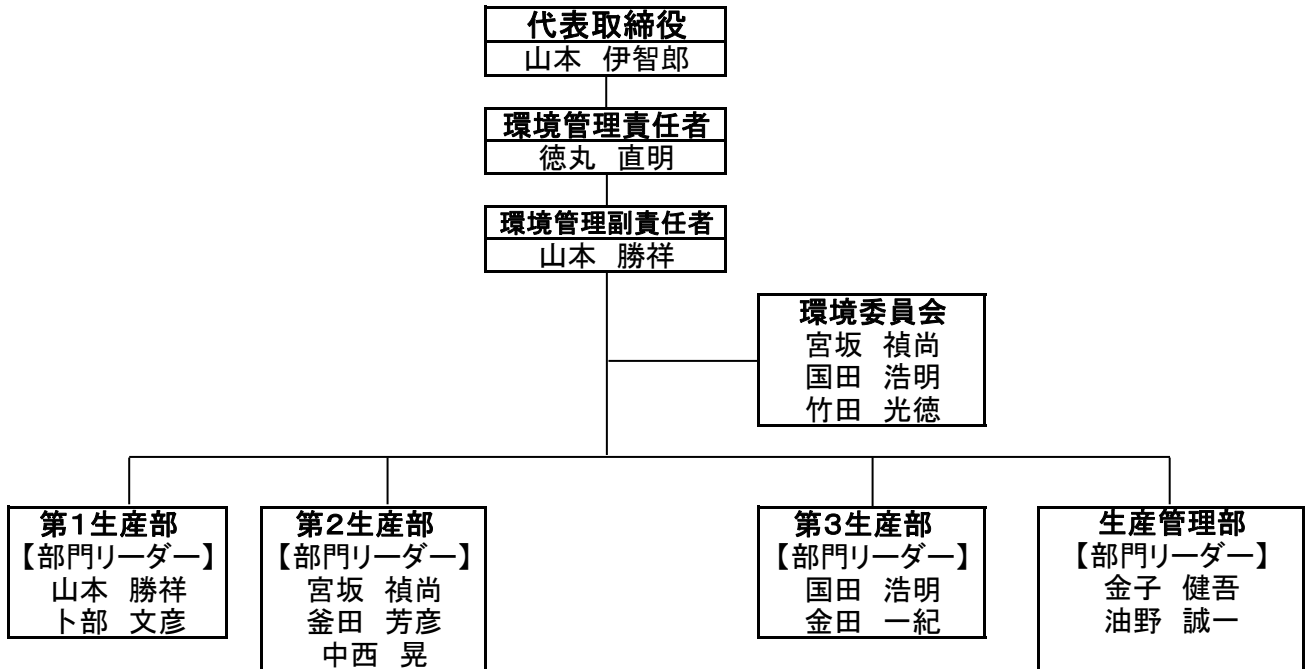 代表取締役
山本 伊智郎
環境管理責任者
徳丸 直明
環境管理副責任者
山本 勝祥
環境委員会
宮坂 禎尚
国田 浩明
竹田 光徳
第1生産部
【部門リーダー】
山本 勝祥
卜部 文彦
第2生産部
【部門リーダー】
宮坂 禎尚
釜田 芳彦
中西 晃
第3生産部
【部門リーダー】
国田 浩明
金田 一紀
生産管理部
【部門リーダー】
金子 健吾
油野 誠一